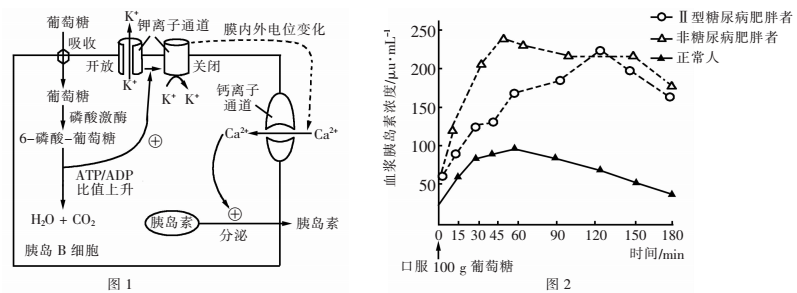 葡萄糖
K⁺
钾离子通道
膜内外电位变化
吸收
开放
K⁺
关闭
K⁺
K⁺
葡萄糖
磷酸激酶
6-磷酸-葡萄糖
⊕
钙离子
通道
Ca²⁺
Ca²⁺
ATP/ADP
比值上升
⊕
H₂O + CO₂
胰岛素
分泌
胰岛素
胰岛 B 细胞
图 1
血浆胰岛素浓度/μu·mL⁻¹
250
200
150
100
50
0 15 30 45 60 90 120 150 180
时间/min
口服 100 g 葡萄糖
Ⅱ型糖尿病肥胖者
非糖尿病肥胖者
正常人
图 2